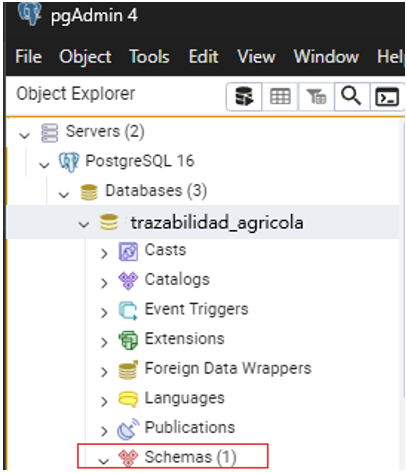 pgAdmin 4
File Object Tools Edit View Window Hel
Object Explorer
Servers (2)
PostgreSQL 16
Databases (3)
trazabilidad_agricola
Casts
Catalogs
Event Triggers
Extensions
Foreign Data Wrappers
Languages
Publications
Schemas (1)